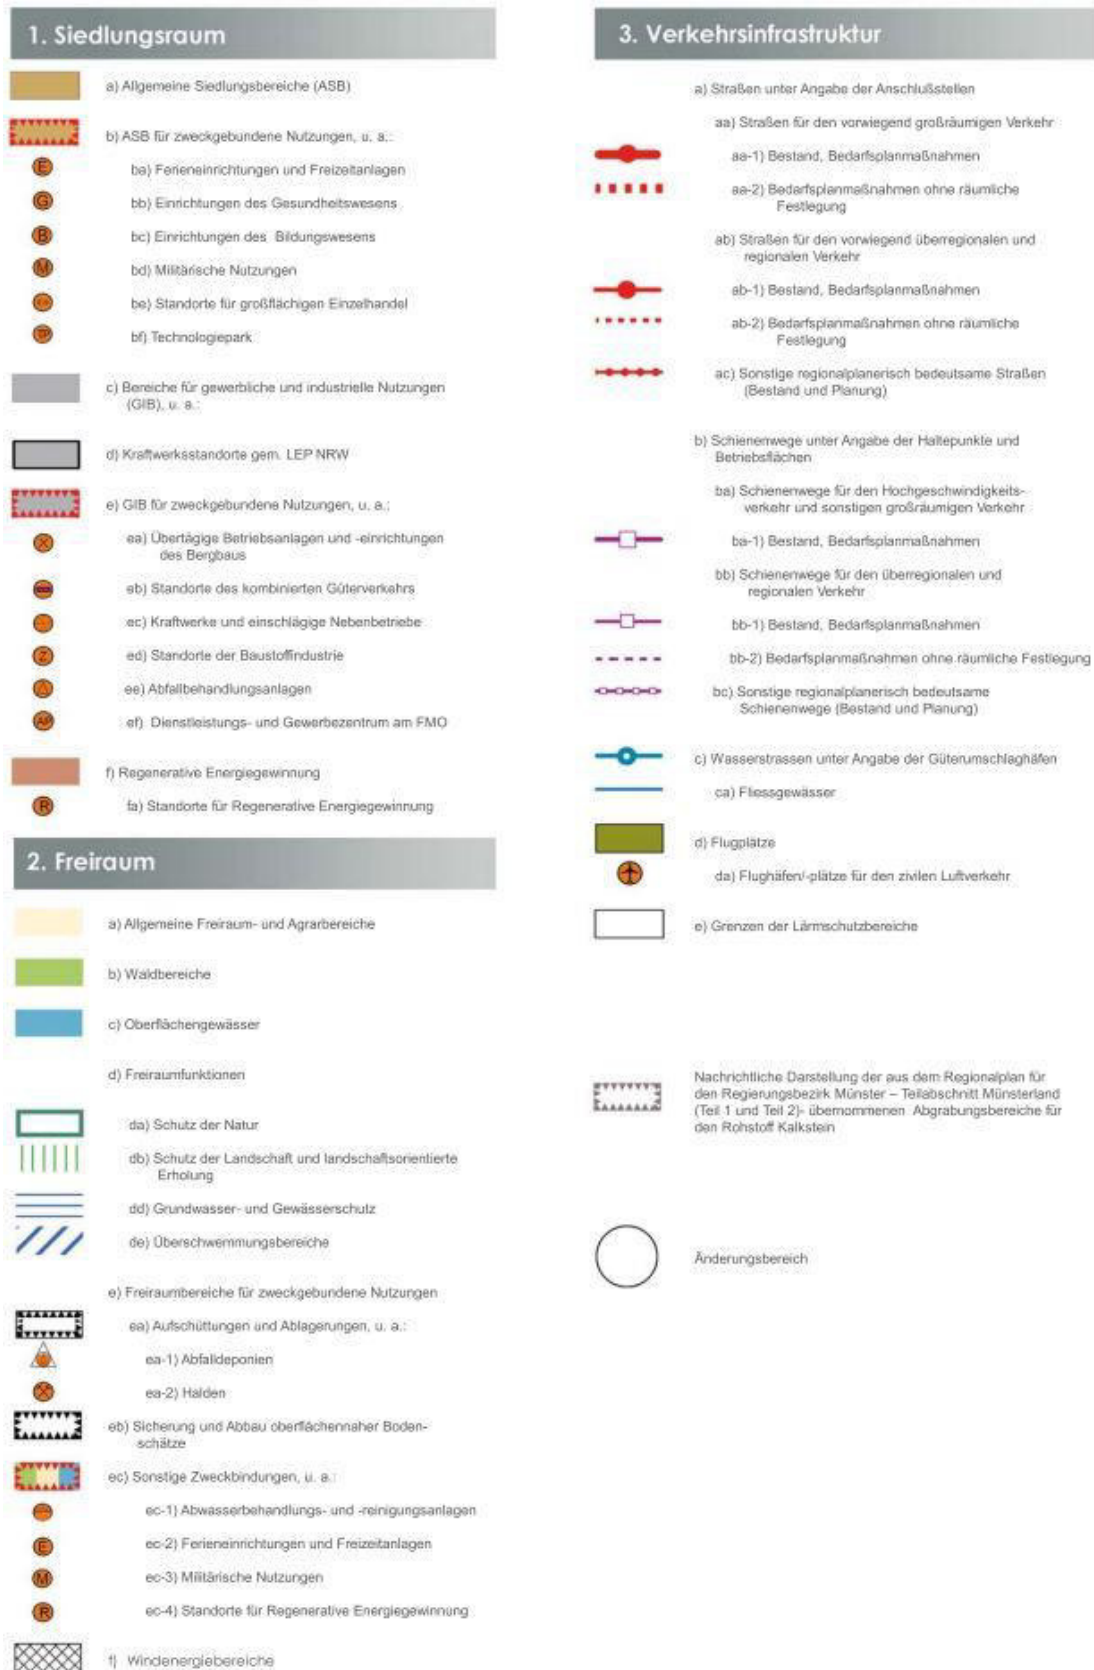 1. Siedlungsraum
a) Allgemeine Siedlungsbereiche (ASB)
b) ASB für zweckgebundene Nutzungen, u. a.:
E
ba) Ferieneinrichtungen und Freizeitanlagen
G
bb) Einrichtungen des Gesundheitswesens
B
bc) Einrichtungen des Bildungswesens
M
bd) Militärische Nutzungen
be) Standorte für großflächigen Einzelhandel
TP
bf) Technologiepark
c) Bereiche für gewerbliche und industrielle Nutzungen
(GIB), u. a.:
d) Kraftwerksstandorte gem. LEP NRW
e) GIB für zweckgebundene Nutzungen, u. a.:
ea) Übertägige Betriebsanlagen und -einrichtungen
des Bergbaus
eb) Standorte des kombinierten Güterverkehrs
ec) Kraftwerke und einschlägige Nebenbetriebe
Z
ed) Standorte der Baustoffindustrie
ee) Abfallbehandlungsanlagen
AP
ef) Dienstleistungs- und Gewerbezentrum am FMO
f) Regenerative Energiegewinnung
R
fa) Standorte für Regenerative Energiegewinnung
2. Freiraum
a) Allgemeine Freiraum- und Agrarbereiche
b) Waldbereiche
c) Oberflächengewässer
d) Freiraumfunktionen
da) Schutz der Natur
db) Schutz der Landschaft und landschaftsorientierte
Erholung
dd) Grundwasser- und Gewässerschutz
de) Überschwemmungsbereiche
e) Freiraumbereiche für zweckgebundene Nutzungen
ea) Aufschüttungen und Ablagerungen, u. a.:
ea-1) Abfalldeponien
ea-2) Halden
eb) Sicherung und Abbau oberflächennaher Boden-
schätze
ec) Sonstige Zweckbindungen, u. a.:
ec-1) Abwasserbehandlungs- und -reinigungsanlagen
E
ec-2) Ferieneinrichtungen und Freizeitanlagen
M
ec-3) Militärische Nutzungen
R
ec-4) Standorte für Regenerative Energiegewinnung
f) Windenergiebereiche
3. Verkehrsinfrastruktur
a) Straßen unter Angabe der Anschlußstellen
aa) Straßen für den vorwiegend großräumigen Verkehr
aa-1) Bestand, Bedarfsplanmaßnahmen
aa-2) Bedarfsplanmaßnahmen ohne räumliche
Festlegung
ab) Straßen für den vorwiegend überregionalen und
regionalen Verkehr
ab-1) Bestand, Bedarfsplanmaßnahmen
ab-2) Bedarfsplanmaßnahmen ohne räumliche
Festlegung
ac) Sonstige regionalplanerisch bedeutsame Straßen
(Bestand und Planung)
b) Schienenwege unter Angabe der Haltepunkte und
Betriebsflächen
ba) Schienenwege für den Hochgeschwindigkeits-
verkehr und sonstigen großräumigen Verkehr
ba-1) Bestand, Bedarfsplanmaßnahmen
bb) Schienenwege für den überregionalen und
regionalen Verkehr
bb-1) Bestand, Bedarfsplanmaßnahmen
bb-2) Bedarfsplanmaßnahmen ohne räumliche Festlegung
bc) Sonstige regionalplanerisch bedeutsame
Schienenwege (Bestand und Planung)
c) Wasserstrassen unter Angabe der Güterumschlaghäfen
ca) Fliessgewässer
d) Flugplätze
da) Flughäfen/-plätze für den zivilen Luftverkehr
e) Grenzen der Lärmschutzbereiche
Nachrichtliche Darstellung der aus dem Regionalplan für
den Regierungsbezirk Münster – Teilabschnitt Münsterland
(Teil 1 und Teil 2)- übernommenen Abgrabungsbereiche für
den Rohstoff Kalkstein
Änderungsbereich